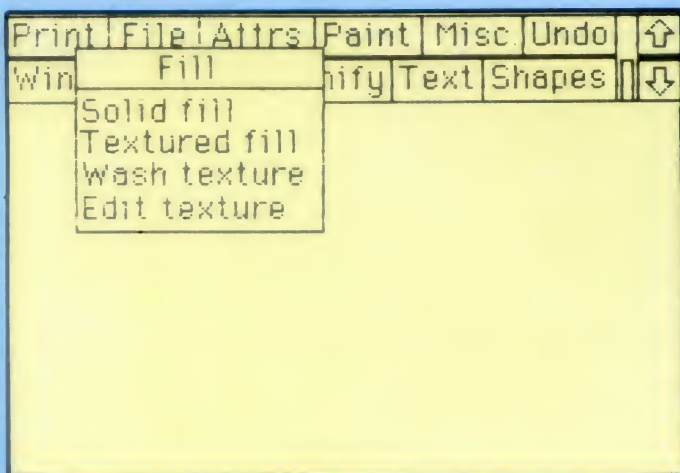 Print File Attrs Paint Misc. Undo
Win Fill nify Text Shapes
Solid fill
Textured fill
Wash texture
Edit texture